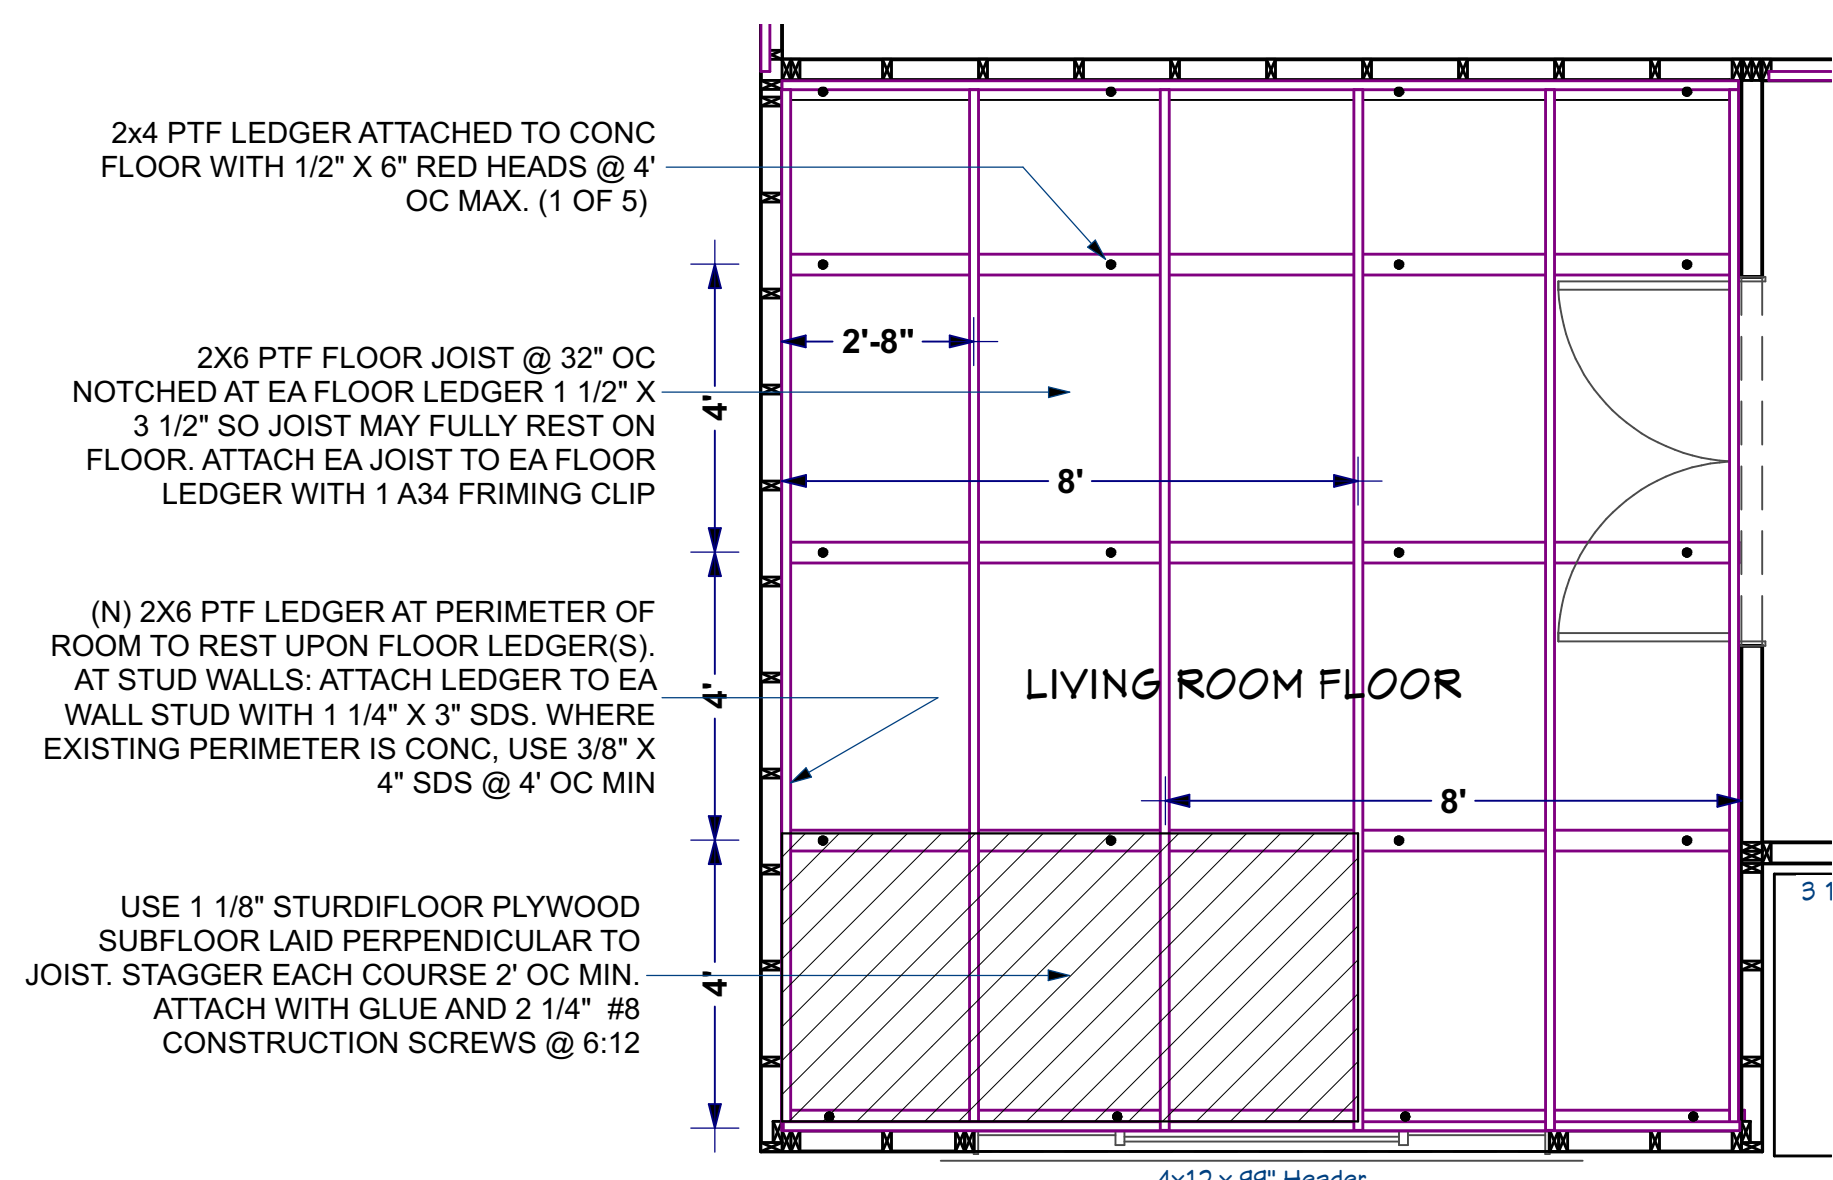 2x4 PTF LEDGER ATTACHED TO CONC
FLOOR WITH 1/2" X 6" RED HEADS @ 4'
OC MAX. (1 OF 5)
2'-8"
2X6 PTF FLOOR JOIST @ 32" OC
NOTCHED AT EA FLOOR LEDGER 1 1/2" X
3 1/2" SO JOIST MAY FULLY REST ON
FLOOR. ATTACH EA JOIST TO EA FLOOR
LEDGER WITH 1 A34 FRIMING CLIP
4'
8'
(N) 2X6 PTF LEDGER AT PERIMETER OF
ROOM TO REST UPON FLOOR LEDGER(S).
AT STUD WALLS: ATTACH LEDGER TO EA
WALL STUD WITH 1 1/4" X 3" SDS. WHERE
EXISTING PERIMETER IS CONC, USE 3/8" X
4" SDS @ 4' OC MIN
4'
LIVING ROOM FLOOR
8'
USE 1 1/8" STURDIFLOOR PLYWOOD
SUBFLOOR LAID PERPENDICULAR TO
JOIST. STAGGER EACH COURSE 2' OC MIN.
ATTACH WITH GLUE AND 2 1/4" #8
CONSTRUCTION SCREWS @ 6:12
4'
3 1
4x12 x 99" Header